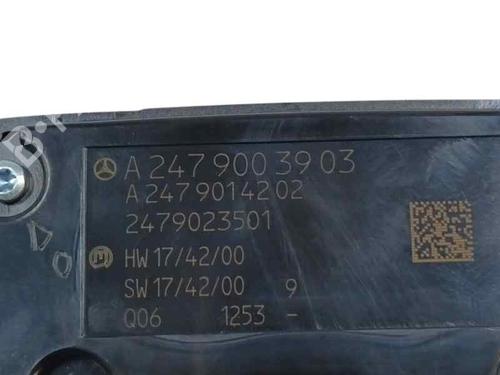 A 247 900 39 03
A 247 901 42 02
2479023501
HW 17/42/00
SW 17/42/00 9
Q06 1253 -